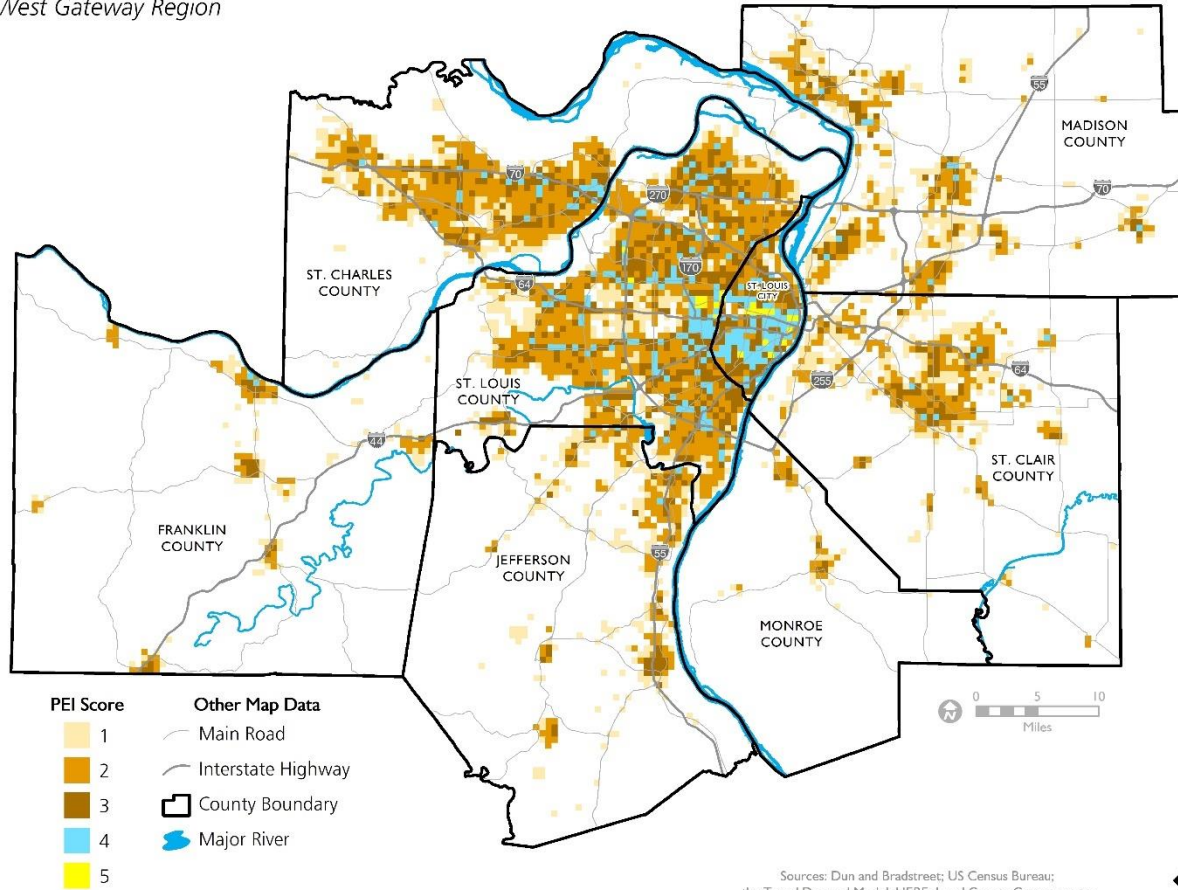 West Gateway Region
55
MADISON
COUNTY
70
70
270
170
ST. LOUIS
CITY
ST. CHARLES
COUNTY
64
ST. LOUIS
COUNTY
255
64
44
ST. CLAIR
COUNTY
FRANKLIN
COUNTY
55
JEFFERSON
COUNTY
MONROE
COUNTY
N
0 5 10
Miles
PEI Score
1
2
3
4
5
Other Map Data
Main Road
Interstate Highway
County Boundary
Major River
Sources: Dun and Bradstreet; US Census Bureau;